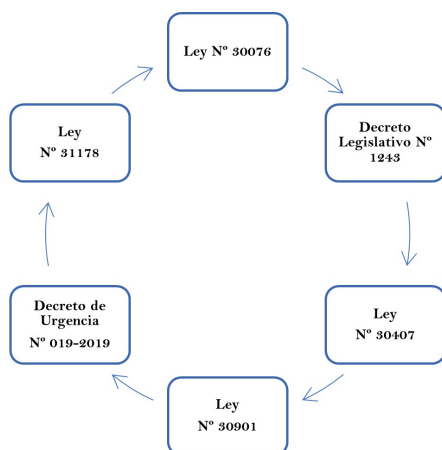 Ley Nº 30076
Decreto
Legislativo Nº
1243
Ley
Nº 30407
Ley
Nº 30901
Decreto de
Urgencia
Nº 019-2019
Ley
Nº 31178